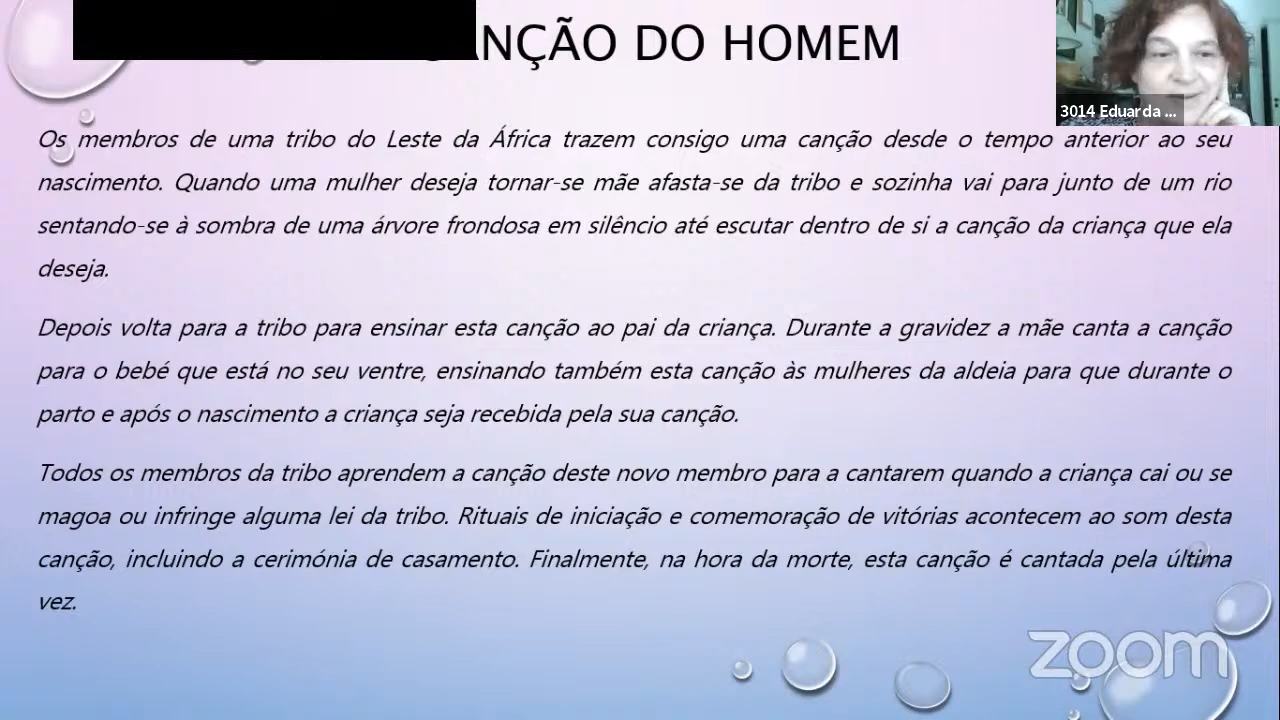 NÇÃO DO HOMEM
3014 Eduarda ...
Os membros de uma tribo do Leste da África trazem consigo uma canção desde o tempo anterior ao seu
nascimento. Quando uma mulher deseja tornar-se mãe afasta-se da tribo e sozinha vai para junto de um rio
sentando-se à sombra de uma árvore frondosa em silêncio até escutar dentro de si a canção da criança que ela
deseja.
Depois volta para a tribo para ensinar esta canção ao pai da criança. Durante a gravidez a mãe canta a canção
para o bebé que está no seu ventre, ensinando também esta canção às mulheres da aldeia para que durante o
parto e após o nascimento a criança seja recebida pela sua canção.
Todos os membros da tribo aprendem a canção deste novo membro para a cantarem quando a criança cai ou se
magoa ou infringe alguma lei da tribo. Rituais de iniciação e comemoração de vitórias acontecem ao som desta
canção, incluindo a cerimónia de casamento. Finalmente, na hora da morte, esta canção é cantada pela última
vez.
zoom